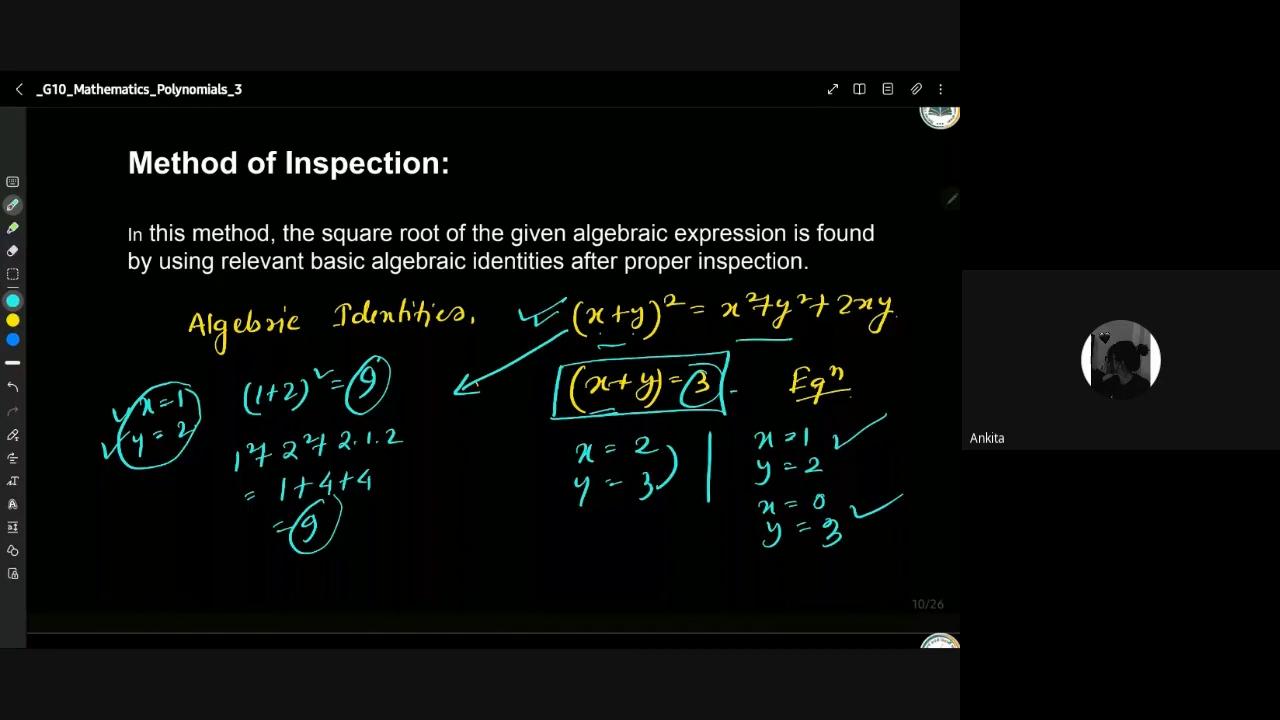 _G10_Mathematics_Polynomials_3
Method of Inspection:
In this method, the square root of the given algebraic expression is found
by using relevant basic algebraic identities after proper inspection.
Algebric Identities.
(x+y)² = x²+y²+2xy.
x=1
y=2
(1+2)²=9
1²+2²+2.1.2
= 1+4+4
=9
(x+y)=3
Eqⁿ
x=2
y=3
x=1
y=2
x=0
y=3
10/26
Ankita